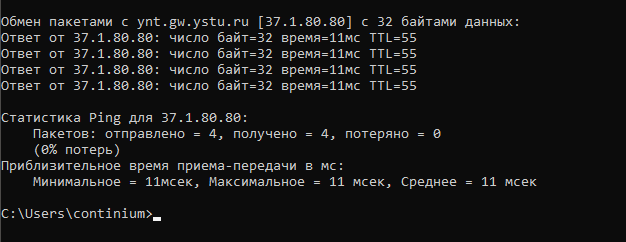 Обмен пакетами с ynt.gw.ystu.ru [37.1.80.80] с 32 байтами данных:
Ответ от 37.1.80.80: число байт=32 время=11мс TTL=55
Ответ от 37.1.80.80: число байт=32 время=11мс TTL=55
Ответ от 37.1.80.80: число байт=32 время=11мс TTL=55
Ответ от 37.1.80.80: число байт=32 время=11мс TTL=55
Статистика Ping для 37.1.80.80:
Пакетов: отправлено = 4, получено = 4, потеряно = 0
(0% потерь)
Приблизительное время приема-передачи в мс:
Минимальное = 11мсек, Максимальное = 11 мсек, Среднее = 11 мсек
C:\Users\continium>